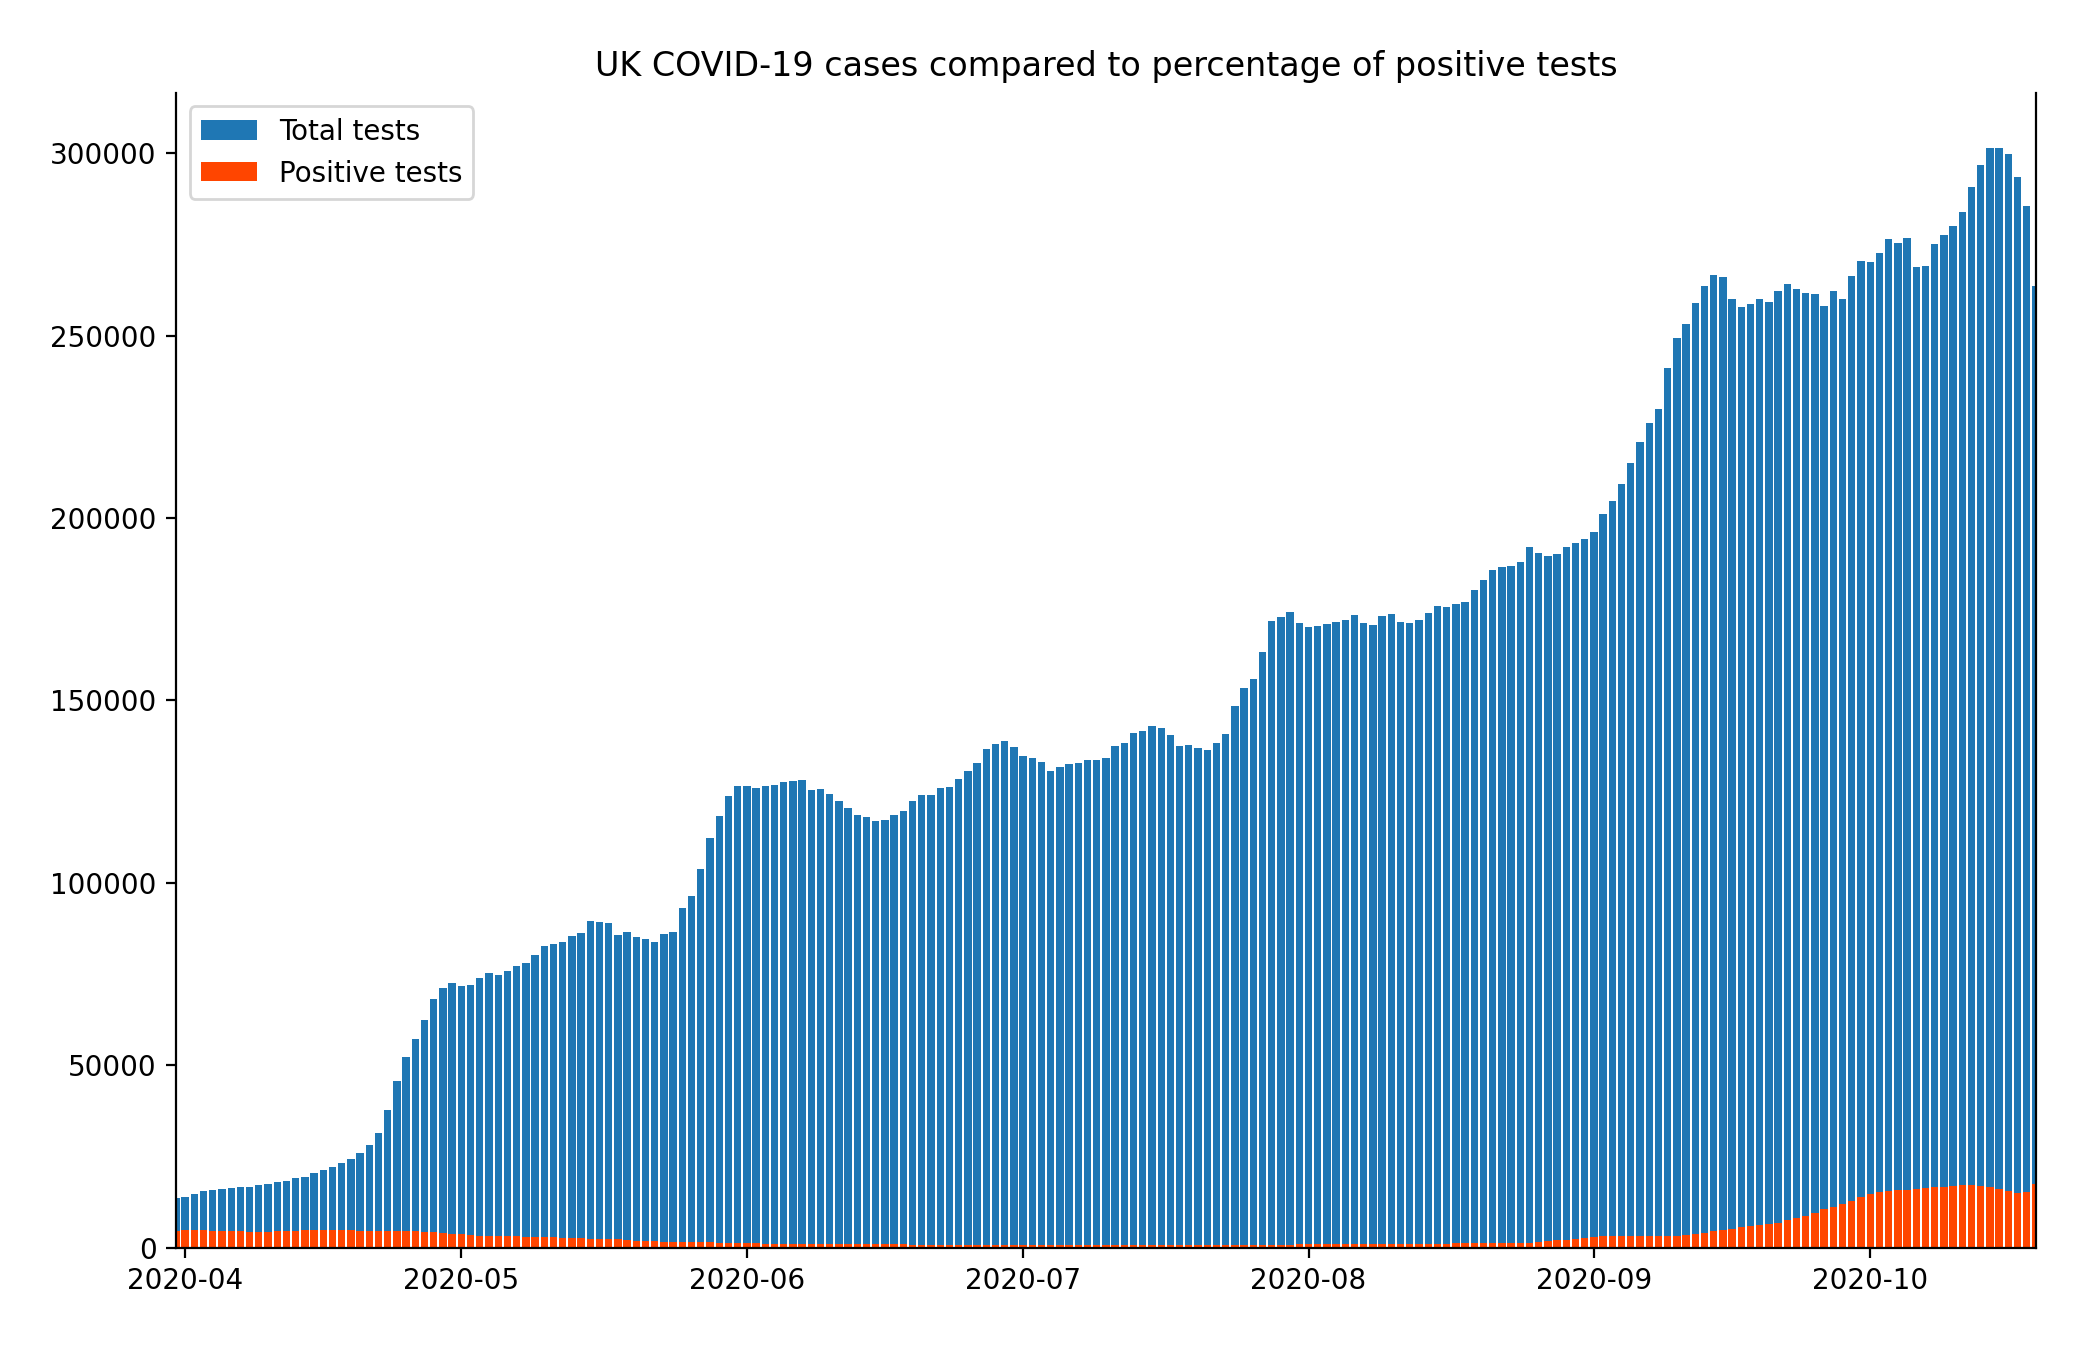 UK COVID-19 cases compared to percentage of positive tests
Total tests
Positive tests
300000
250000
200000
150000
100000
50000
0
2020-04 2020-05 2020-06 2020-07 2020-08 2020-09 2020-10